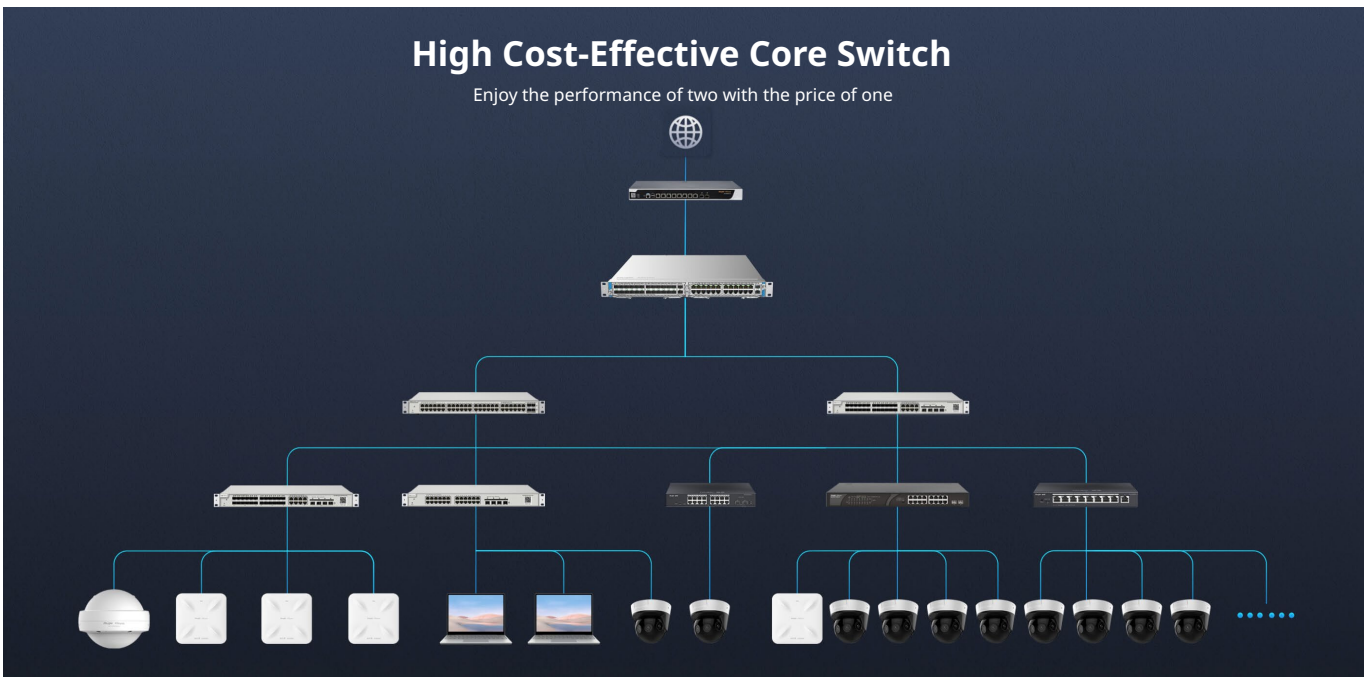 High Cost-Effective Core Switch
Enjoy the performance of two with the price of one